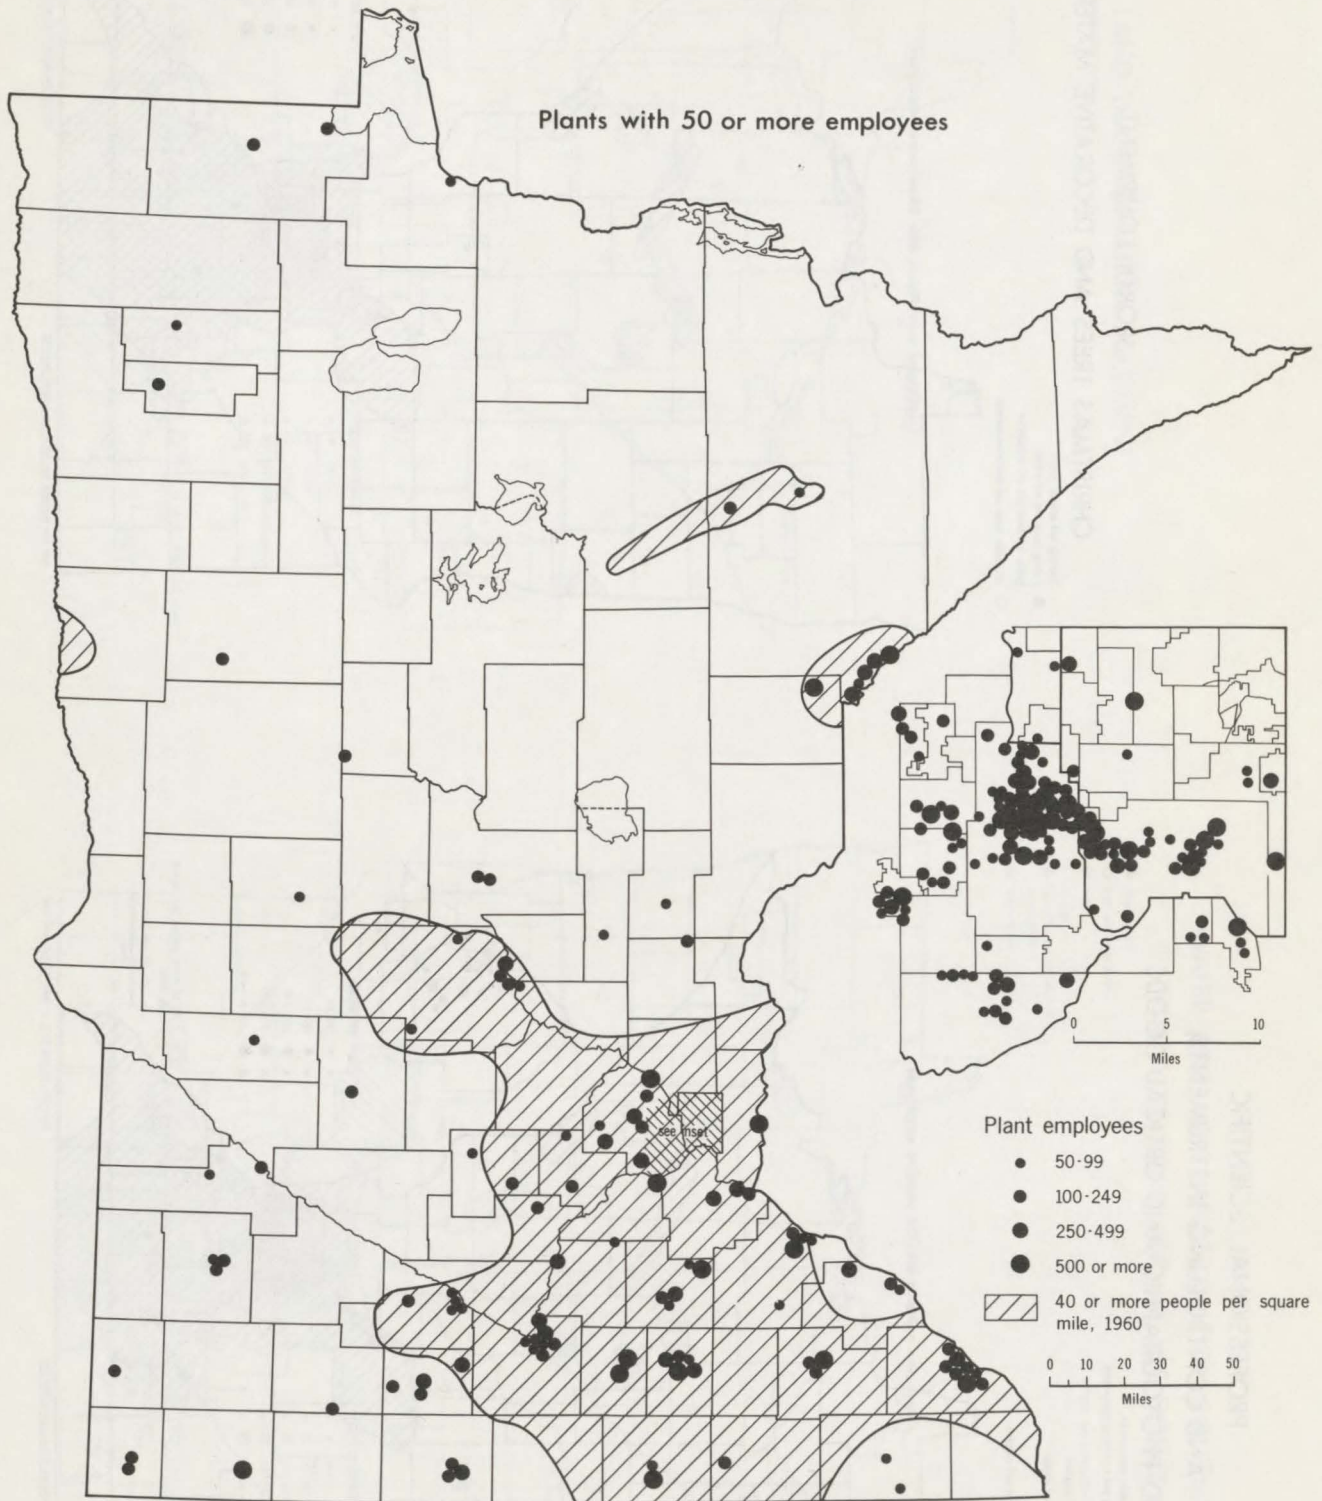 Plants with 50 or more employees
see inset
0 5 10
Miles
Plant employees
50-99
100-249
250-499
500 or more
40 or more people per square
mile, 1960
0 10 20 30 40 50
Miles